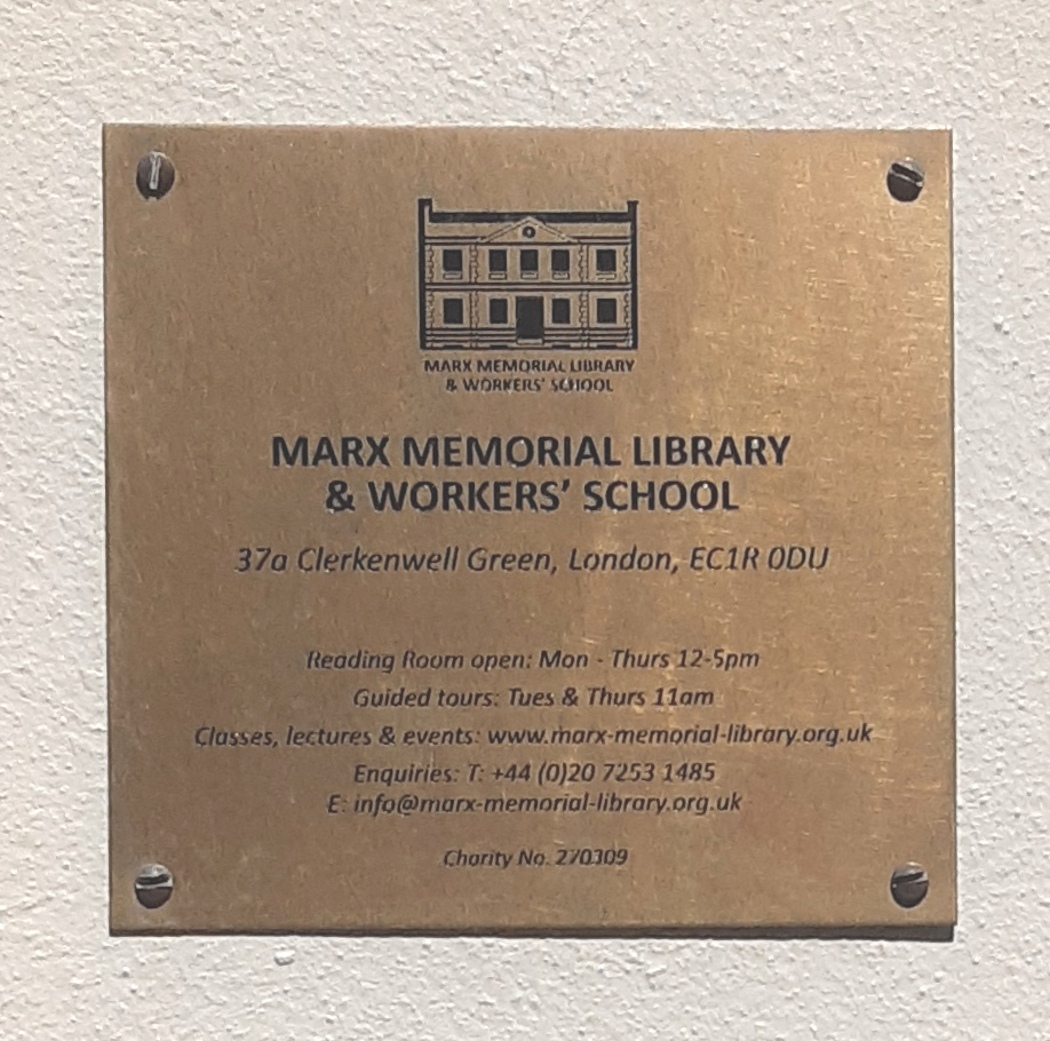 MARX MEMORIAL LIBRARY
& WORKERS' SCHOOL
MARX MEMORIAL LIBRARY
& WORKERS' SCHOOL
37a Clerkenwell Green, London, EC1R 0DU
Reading Room open: Mon - Thurs 12-5pm
Guided tours: Tues & Thurs 11am
Classes, lectures & events: www.marx-memorial-library.org.uk
Enquiries: T: +44 (0)20 7253 1485
E: info@marx-memorial-library.org.uk
Charity No. 270309